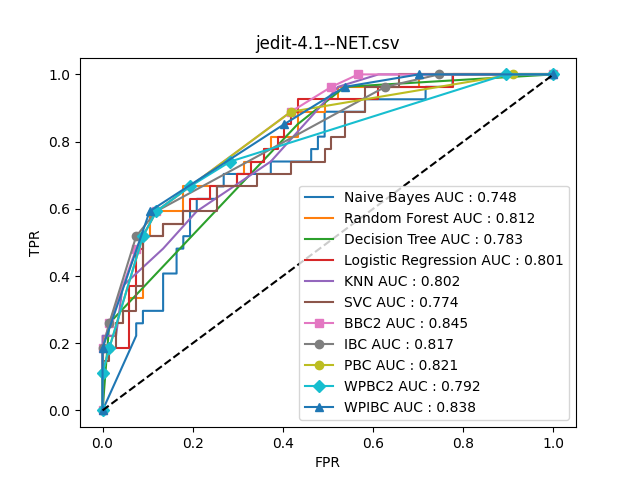 jedit-4.1--NET.csv
TPR
1.0
0.8
0.6
0.4
0.2
0.0
Naive Bayes AUC : 0.748
Random Forest AUC : 0.812
Decision Tree AUC : 0.783
Logistic Regression AUC : 0.801
KNN AUC : 0.802
SVC AUC : 0.774
BBC2 AUC : 0.845
IBC AUC : 0.817
PBC AUC : 0.821
WPBC2 AUC : 0.792
WPIBC AUC : 0.838
0.0 0.2 0.4 0.6 0.8 1.0
FPR